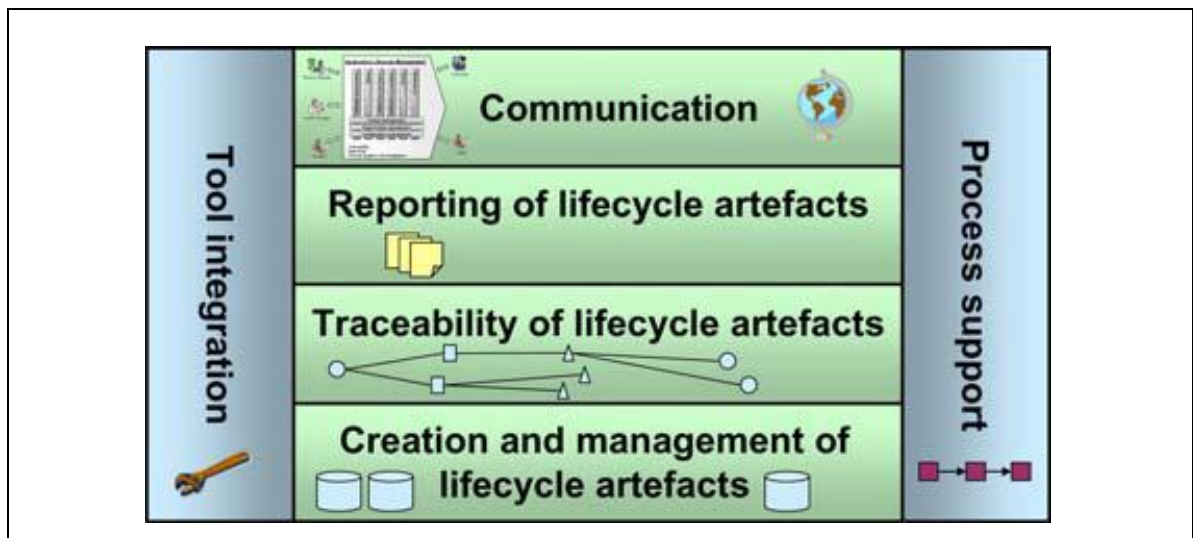 Tool integration
Communication
Reporting of lifecycle artefacts
Traceability of lifecycle artefacts
Creation and management of
lifecycle artefacts
Process support